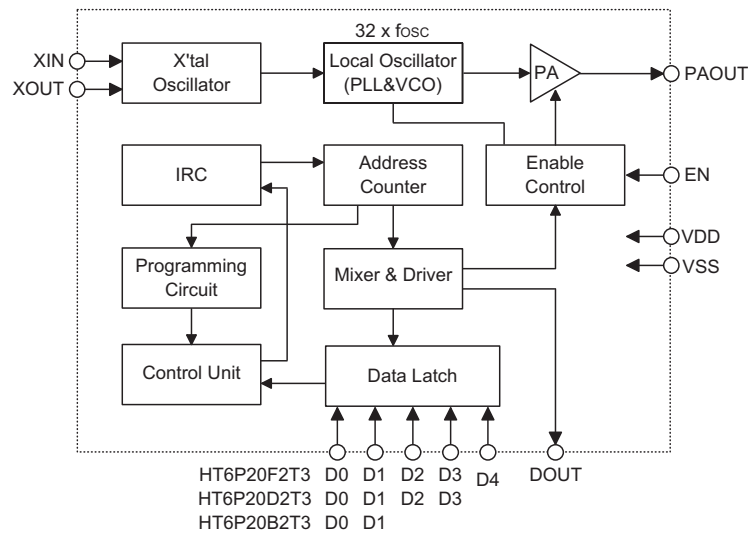 32 x fosc
XIN
X'tal
Oscillator
Local Oscillator
(PLL&VCO)
PA
PAOUT
XOUT
IRC
Address
Counter
Enable
Control
EN
VDD
VSS
Programming
Circuit
Mixer & Driver
Control Unit
Data Latch
HT6P20F2T3 D0 D1 D2 D3 D4 DOUT
HT6P20D2T3 D0 D1 D2 D3
HT6P20B2T3 D0 D1